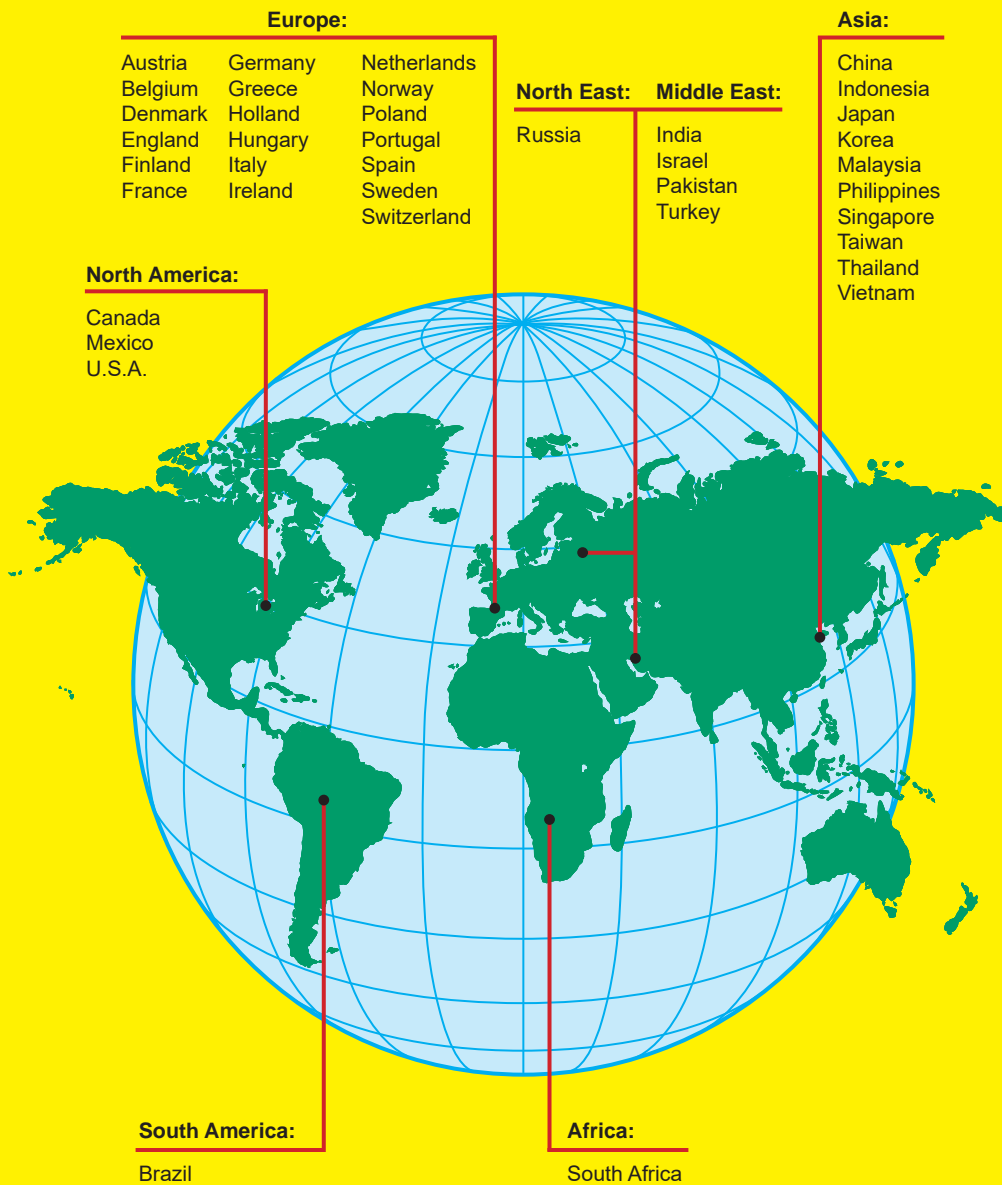 Europe:
Austria
Belgium
Denmark
England
Finland
France
Germany
Greece
Holland
Hungary
Italy
Ireland
Netherlands
Norway
Poland
Portugal
Spain
Sweden
Switzerland
North East:
Russia
Middle East:
India
Israel
Pakistan
Turkey
Asia:
China
Indonesia
Japan
Korea
Malaysia
Philippines
Singapore
Taiwan
Thailand
Vietnam
North America:
Canada
Mexico
U.S.A.
South America:
Brazil
Africa:
South Africa